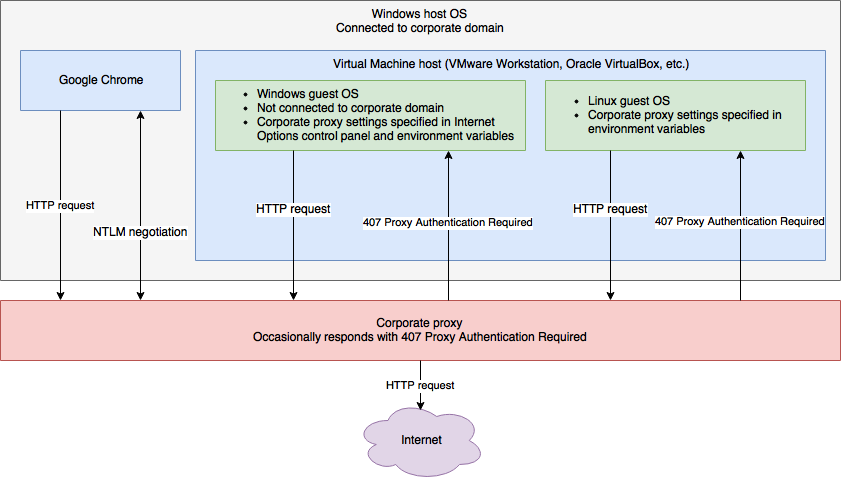 Windows host OS
Connected to corporate domain
Google Chrome
Virtual Machine host (VMware Workstation, Oracle VirtualBox, etc.)
• Windows guest OS
• Not connected to corporate domain
• Corporate proxy settings specified in Internet
Options control panel and environment variables
• Linux guest OS
• Corporate proxy settings specified in
environment variables
HTTP request
NTLM negotiation
HTTP request
407 Proxy Authentication Required
HTTP request
407 Proxy Authentication Required
Corporate proxy
Occasionally responds with 407 Proxy Authentication Required
HTTP request
Internet